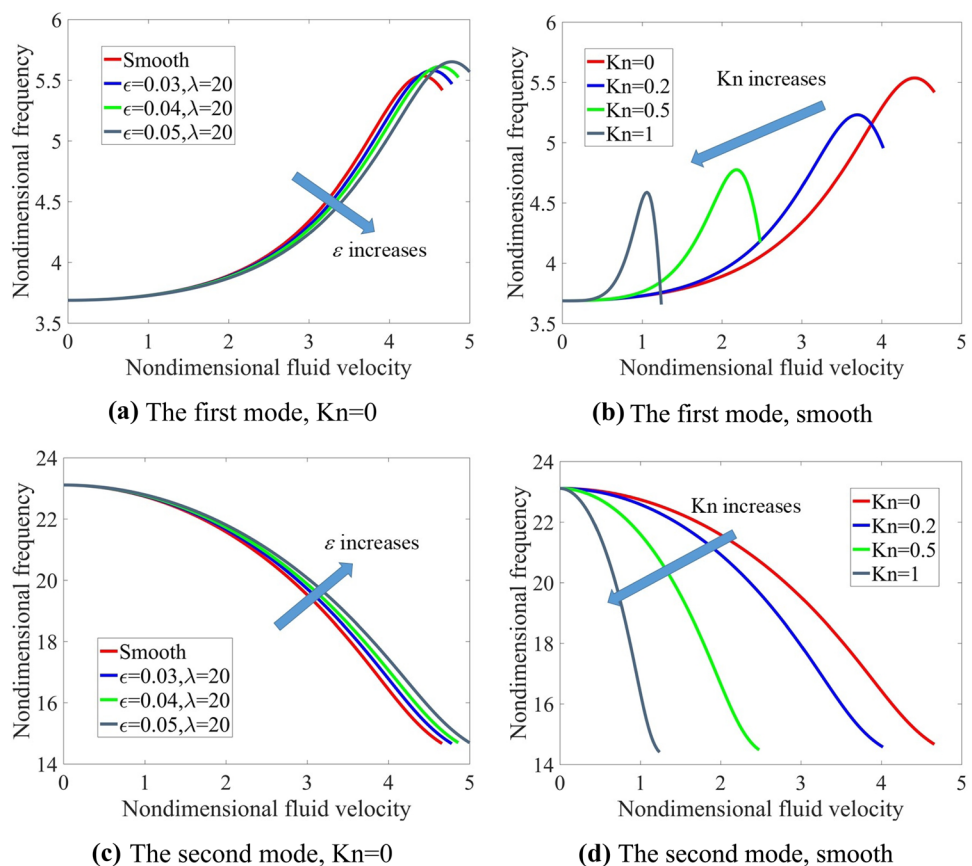 Nondimensional frequency
6
5.5
5
4.5
4
3.5
Smooth
ϵ=0.03,λ=20
ϵ=0.04,λ=20
ϵ=0.05,λ=20
ε increases
0 1 2 3 4 5
Nondimensional fluid velocity
(a) The first mode, Kn=0
Nondimensional frequency
6
5.5
5
4.5
4
3.5
Kn=0
Kn=0.2
Kn=0.5
Kn=1
Kn increases
0 1 2 3 4 5
Nondimensional fluid velocity
(b) The first mode, smooth
Nondimensional frequency
24
22
20
18
16
14
ε increases
Smooth
ϵ=0.03,λ=20
ϵ=0.04,λ=20
ϵ=0.05,λ=20
0 1 2 3 4 5
Nondimensional fluid velocity
(c) The second mode, Kn=0
Nondimensional frequency
24
22
20
18
16
14
Kn increases
Kn=0
Kn=0.2
Kn=0.5
Kn=1
0 1 2 3 4 5
Nondimensional fluid velocity
(d) The second mode, smooth